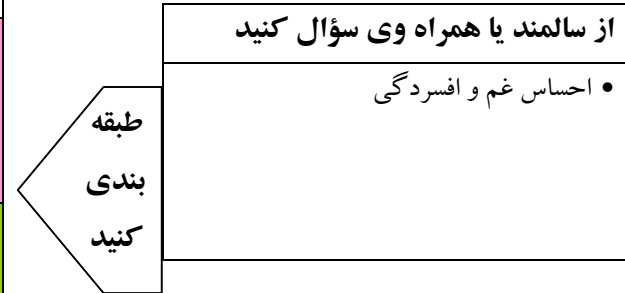 از سالمند یا همراه وی سؤال کنید
• احساس غم و افسردگی
طبقه
بندی
کنید